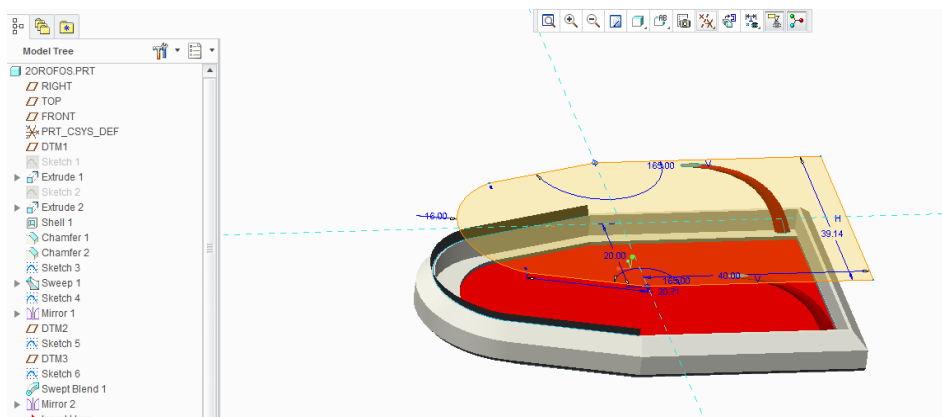 Model Tree
2OROFOS.PRT
RIGHT
TOP
FRONT
PRT_CSYS_DEF
DTM1
Sketch 1
Extrude 1
Sketch 2
Extrude 2
Shell 1
Chamfer 1
Chamfer 2
Sketch 3
Sweep 1
Sketch 4
Mirror 1
DTM2
Sketch 5
DTM3
Sketch 6
Swept Blend 1
Mirror 2
165.00 V
16.00
H
39.14
20.00
165.00
40.00 V
20.71